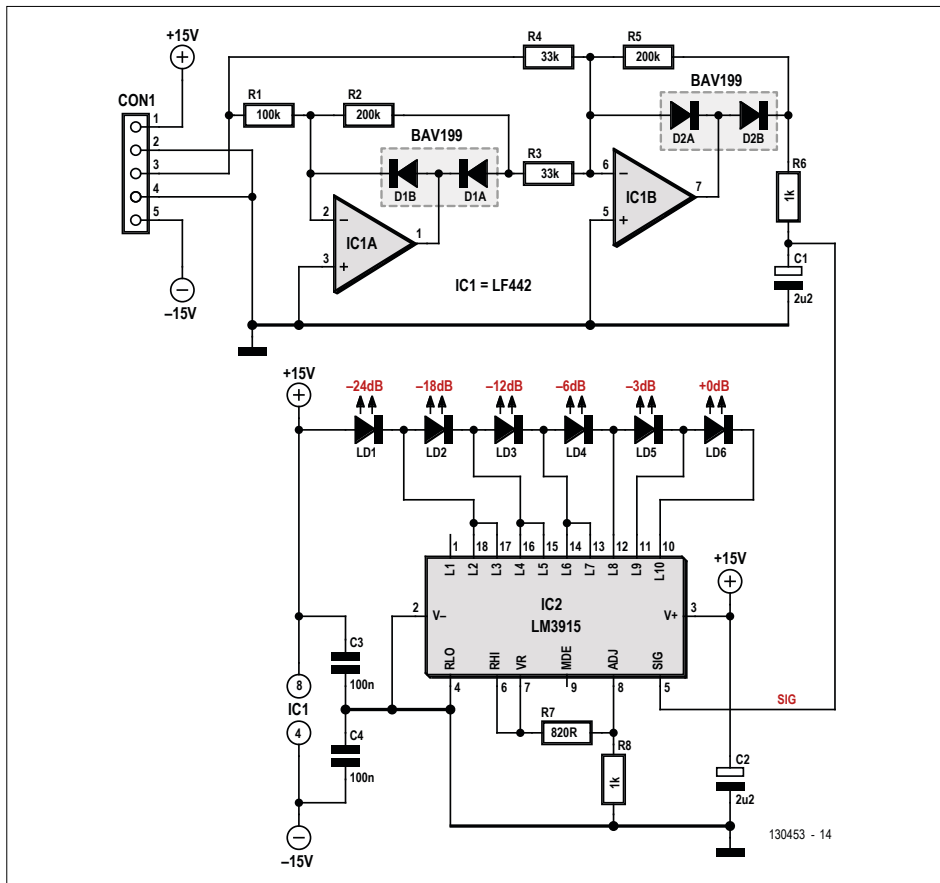 +15V
CON1
1
2
3
4
5
–15V
R4
33k
R5
200k
R1
100k
R2
200k
BAV199
D1B
D1A
R3
33k
BAV199
D2A
D2B
R6
1k
2
–
3
+
1
IC1A
6
–
5
+
7
IC1B
IC1 = LF442
C1
2u2
+15V
–24dB
–18dB
–12dB
–6dB
–3dB
+0dB
LD1
LD2
LD3
LD4
LD5
LD6
1
18
17
16
15
14
13
12
11
10
L1
L2
L3
L4
L5
L6
L7
L8
L9
L10
+15V
2
V–
IC2
LM3915
V+
3
RLO
RHI
VR
MDE
ADJ
SIG
4
6
7
9
8
5
SIG
C3
100n
8
IC1
4
C4
100n
–15V
R7
820R
R8
1k
C2
2u2
130453 - 14